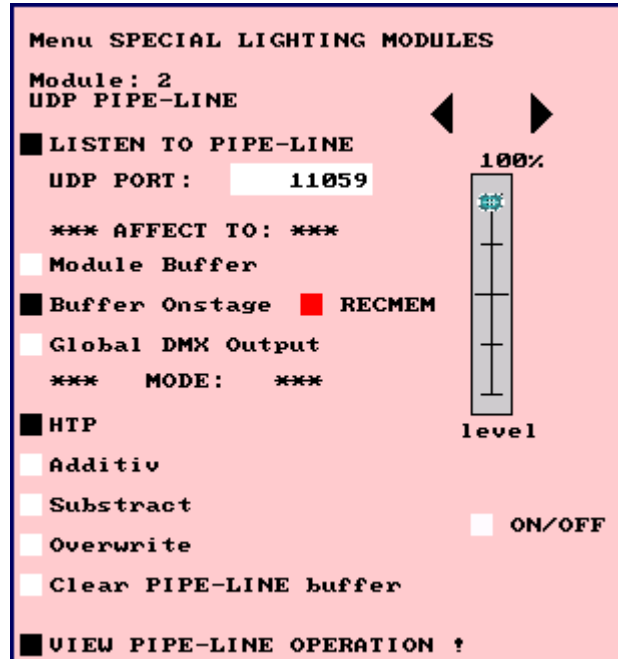 Menu SPECIAL LIGHTING MODULES
Module: 2
UDP PIPE-LINE
LISTEN TO PIPE-LINE
100%
UDP PORT: 11059
*** AFFECT TO: ***
Module Buffer
Buffer Onstage RECMEM
Global DMX Output
*** MODE: ***
HTP
level
Additiv
Substract
ON/OFF
Overwrite
Clear PIPE-LINE buffer
VIEW PIPE-LINE OPERATION !